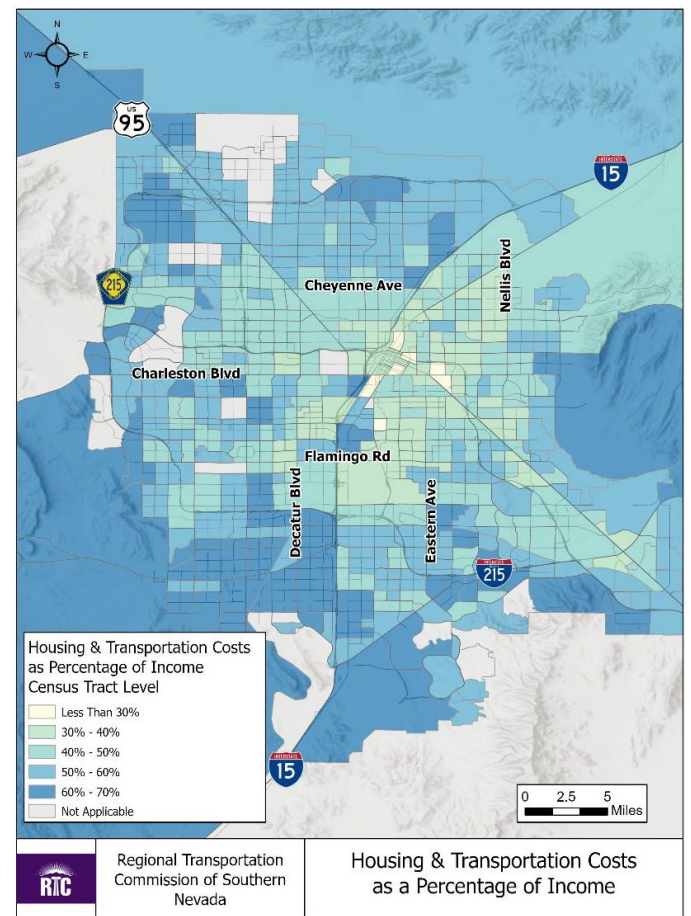 N
W E
S
US
95
INTERSTATE
15
215
Cheyenne Ave
Nellis Blvd
Charleston Blvd
Flamingo Rd
Decatur Blvd
Eastern Ave
INTERSTATE
215
INTERSTATE
15
Housing & Transportation Costs
as Percentage of Income
Census Tract Level
Less Than 30%
30% - 40%
40% - 50%
50% - 60%
60% - 70%
Not Applicable
0 2.5 5
Miles
RTC
Regional Transportation
Commission of Southern
Nevada
Housing & Transportation Costs
as a Percentage of Income